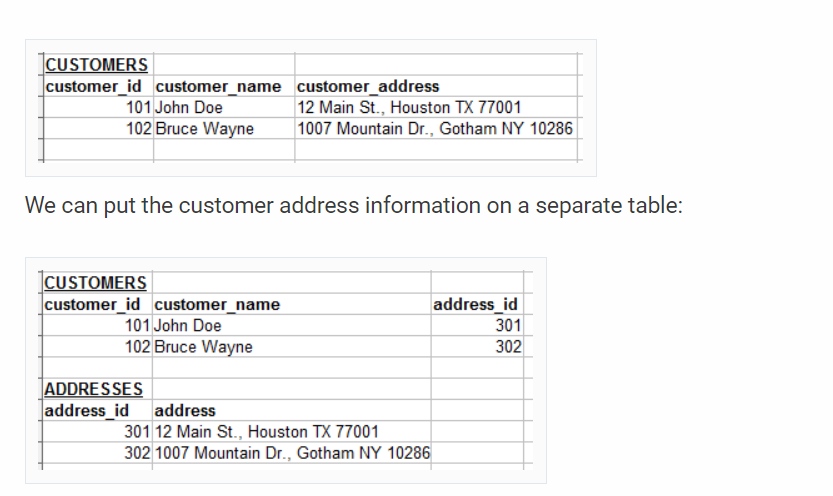 CUSTOMERS
customer_id customer_name customer_address
101 John Doe 12 Main St., Houston TX 77001
102 Bruce Wayne 1007 Mountain Dr., Gotham NY 10286
We can put the customer address information on a separate table:
CUSTOMERS
customer_id customer_name address_id
101 John Doe 301
102 Bruce Wayne 302
ADDRESSES
address_id address
301 12 Main St., Houston TX 77001
302 1007 Mountain Dr., Gotham NY 10286